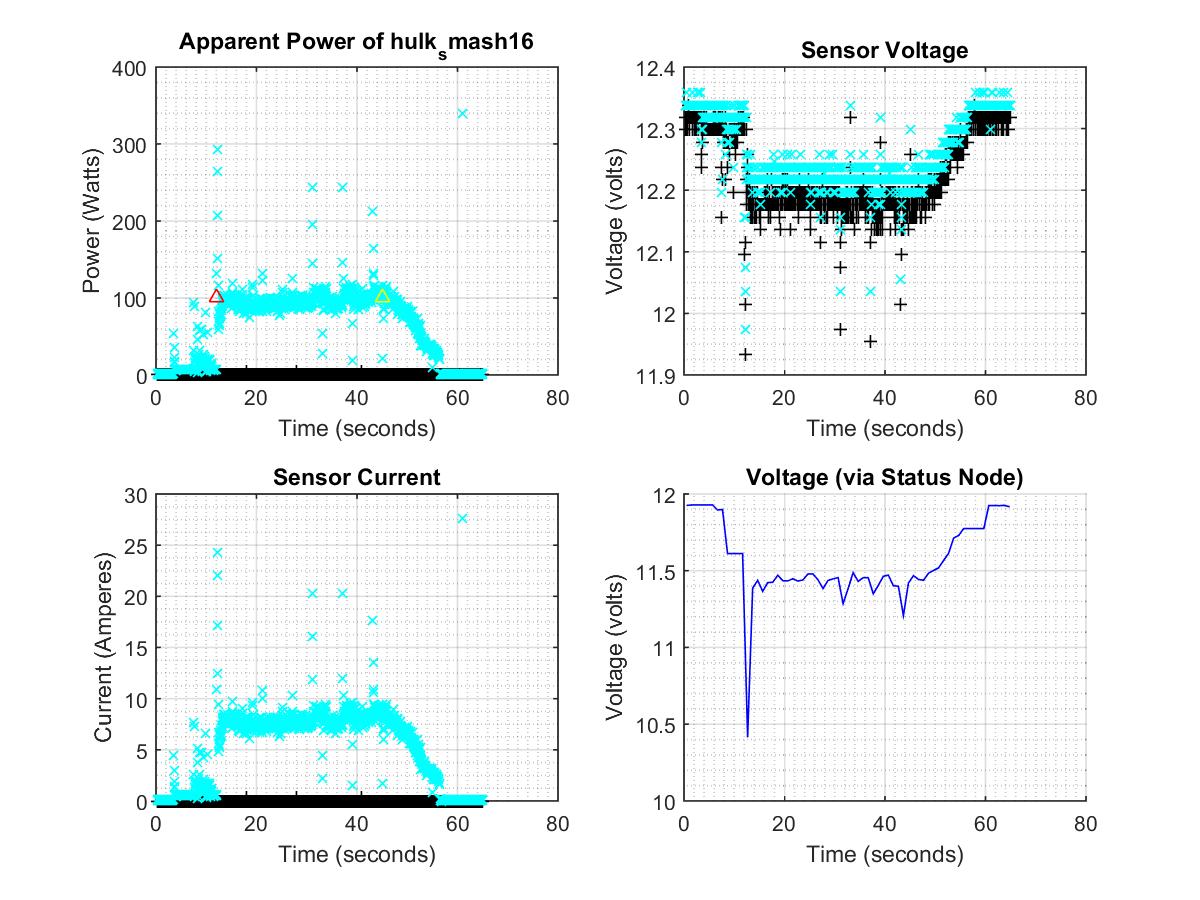 Apparent Power of hulksmash16
400
300
200
100
0
Power (Watts)
0 20 40 60 80
Time (seconds)
Sensor Voltage
12.4
12.3
12.2
12.1
12
11.9
Voltage (volts)
0 20 40 60 80
Time (seconds)
Sensor Current
30
25
20
15
10
5
0
Current (Amperes)
0 20 40 60 80
Time (seconds)
Voltage (via Status Node)
12
11.5
11
10.5
10
Voltage (volts)
0 20 40 60 80
Time (seconds)